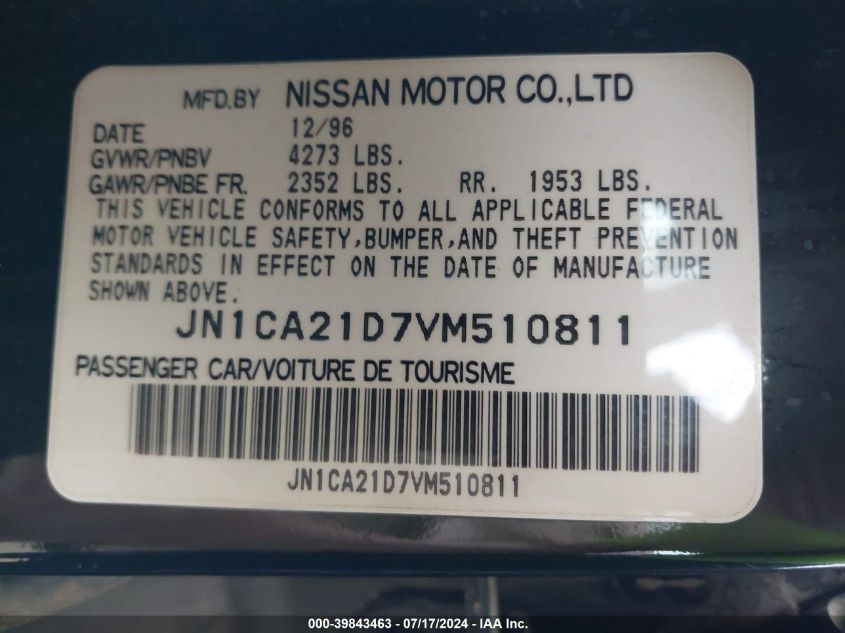 MFD.BY NISSAN MOTOR CO.,LTD
DATE 12/96
GVWR/PNBV 4273 LBS.
GAWR/PNBE FR. 2352 LBS. RR. 1953 LBS.
THIS VEHICLE CONFORMS TO ALL APPLICABLE FEDERAL
MOTOR VEHICLE SAFETY,BUMPER,AND THEFT PREVENTION
STANDARDS IN EFFECT ON THE DATE OF MANUFACTURE
SHOWN ABOVE.
JN1CA21D7VM510811
PASSENGER CAR/VOITURE DE TOURISME
JN1CA21D7VM510811
000-39843463 - 07/17/2024 - IAA Inc.